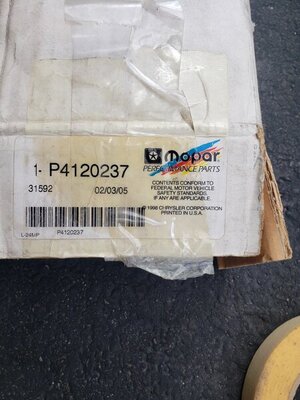 Mopar
PERFORMANCE PARTS
1- P4120237
31592 02/03/05
CONTENTS CONFORM TO
FEDERAL MOTOR VEHICLE
SAFETY STANDARDS,
IF ANY ARE APPLICABLE.
© 1996 CHRYSLER CORPORATION
PRINTED IN U.S.A.
L-24MP P4120237